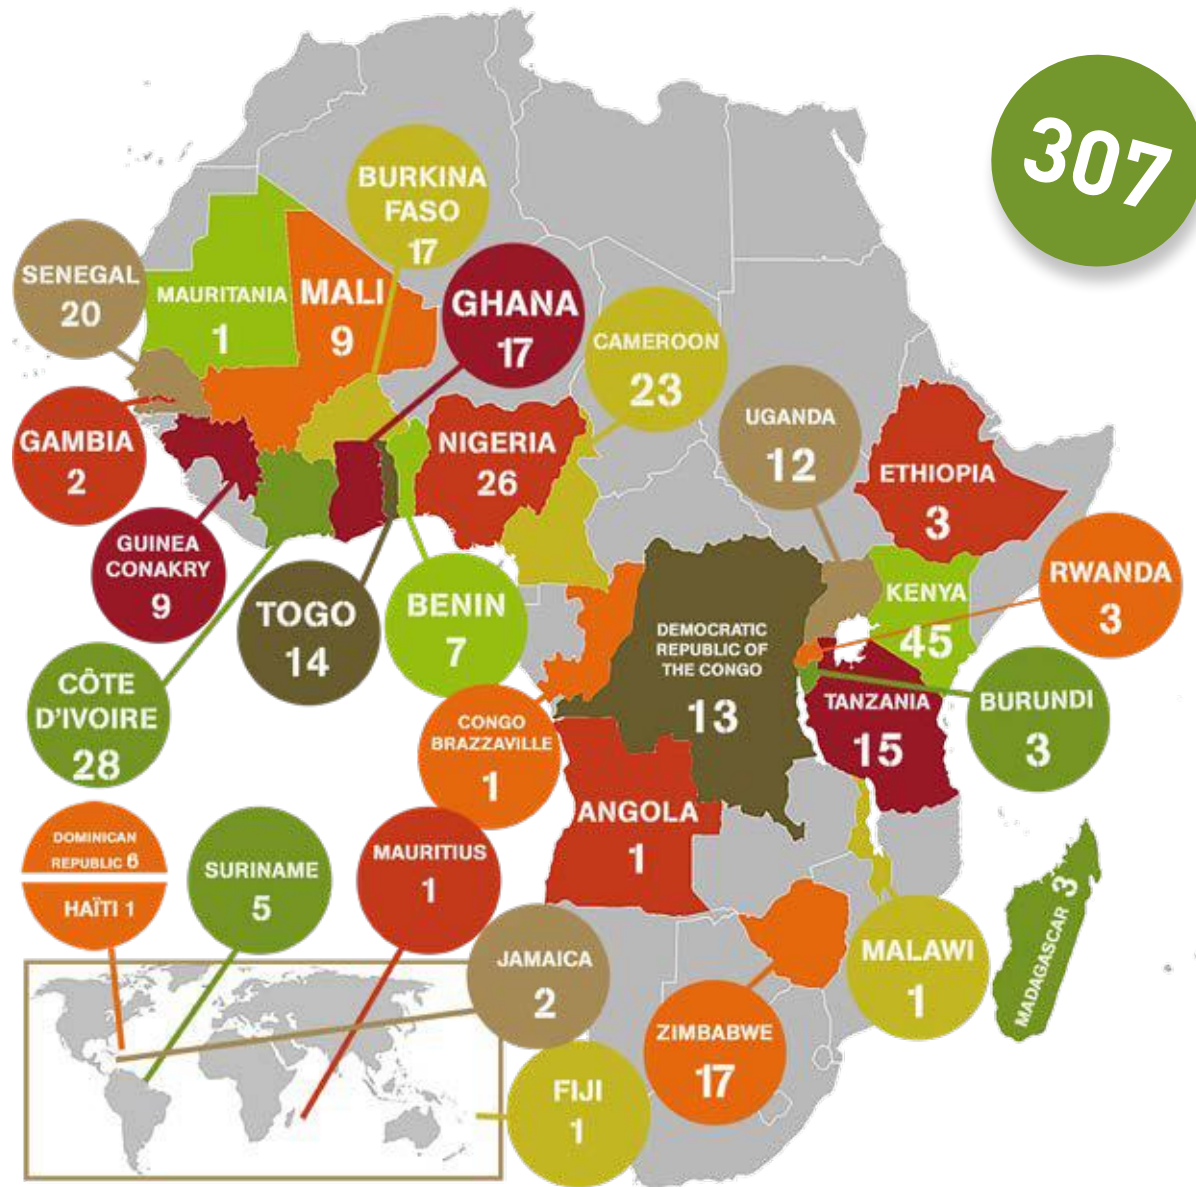 307
BURKINA
FASO
17
SENEGAL
20
MAURITANIA
1
MALI
9
GHANA
17
CAMEROON
23
UGANDA
12
GAMBIA
2
NIGERIA
26
ETHIOPIA
3
GUINEA
CONAKRY
9
TOGO
14
BENIN
7
KENYA
45
RWANDA
3
DEMOCRATIC
REPUBLIC OF
THE CONGO
13
CÔTE
D'IVOIRE
28
CONGO
BRAZZAVILLE
1
TANZANIA
15
BURUNDI
3
ANGOLA
1
DOMINICAN
REPUBLIC 6
HAÏTI 1
SURINAME
5
MAURITIUS
1
JAMAICA
2
MALAWI
1
MADAGASCAR 3
ZIMBABWE
17
FIJI
1